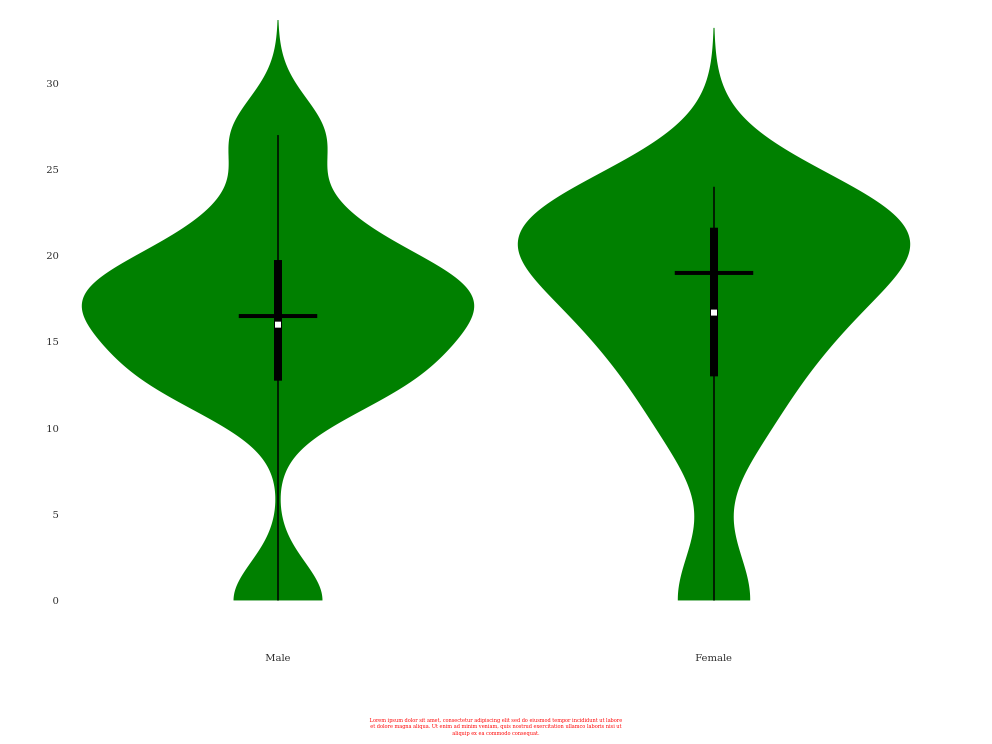 30
25
20
15
10
5
0
Male
Female
Lorem ipsum dolor sit amet, consectetur adipiscing elit sed do eiusmod tempor incididunt ut labore
et dolore magna aliqua. Ut enim ad minim veniam, quis nostrud exercitation ullamco laboris nisi ut
aliquip ex ea commodo consequat.